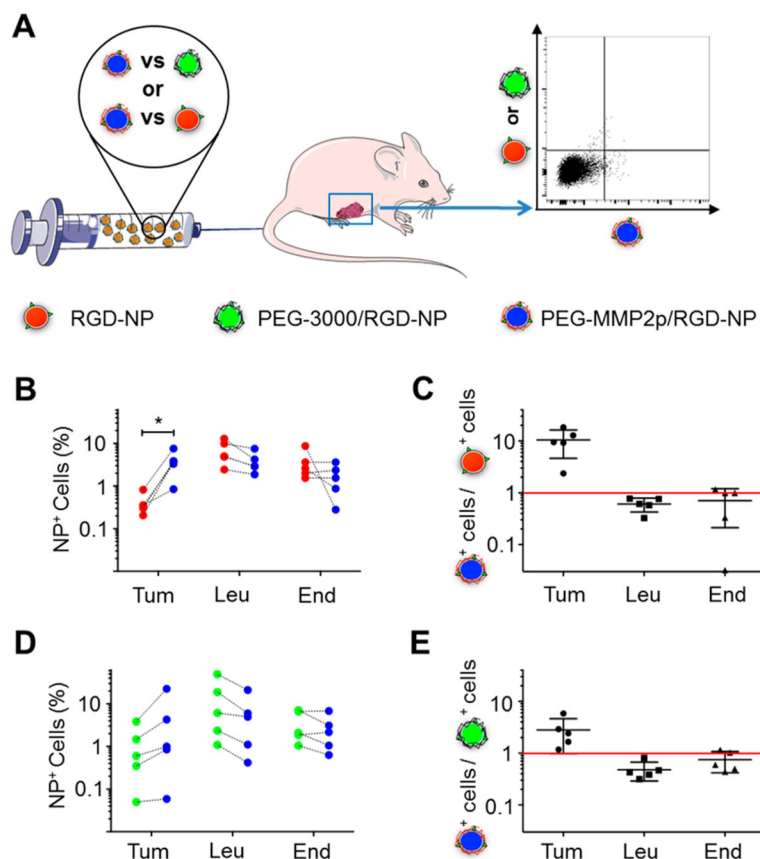 A
vs
or
vs
or
RGD-NP
PEG-3000/RGD-NP
PEG-MMP2p/RGD-NP
B
NP+ Cells (%)
10
1
0.1
*
Tum
Leu
End
C
+ cells / + cells
10
1
0.1
Tum
Leu
End
D
NP+ Cells (%)
10
1
0.1
Tum
Leu
End
E
+ cells / + cells
10
1
0.1
Tum
Leu
End